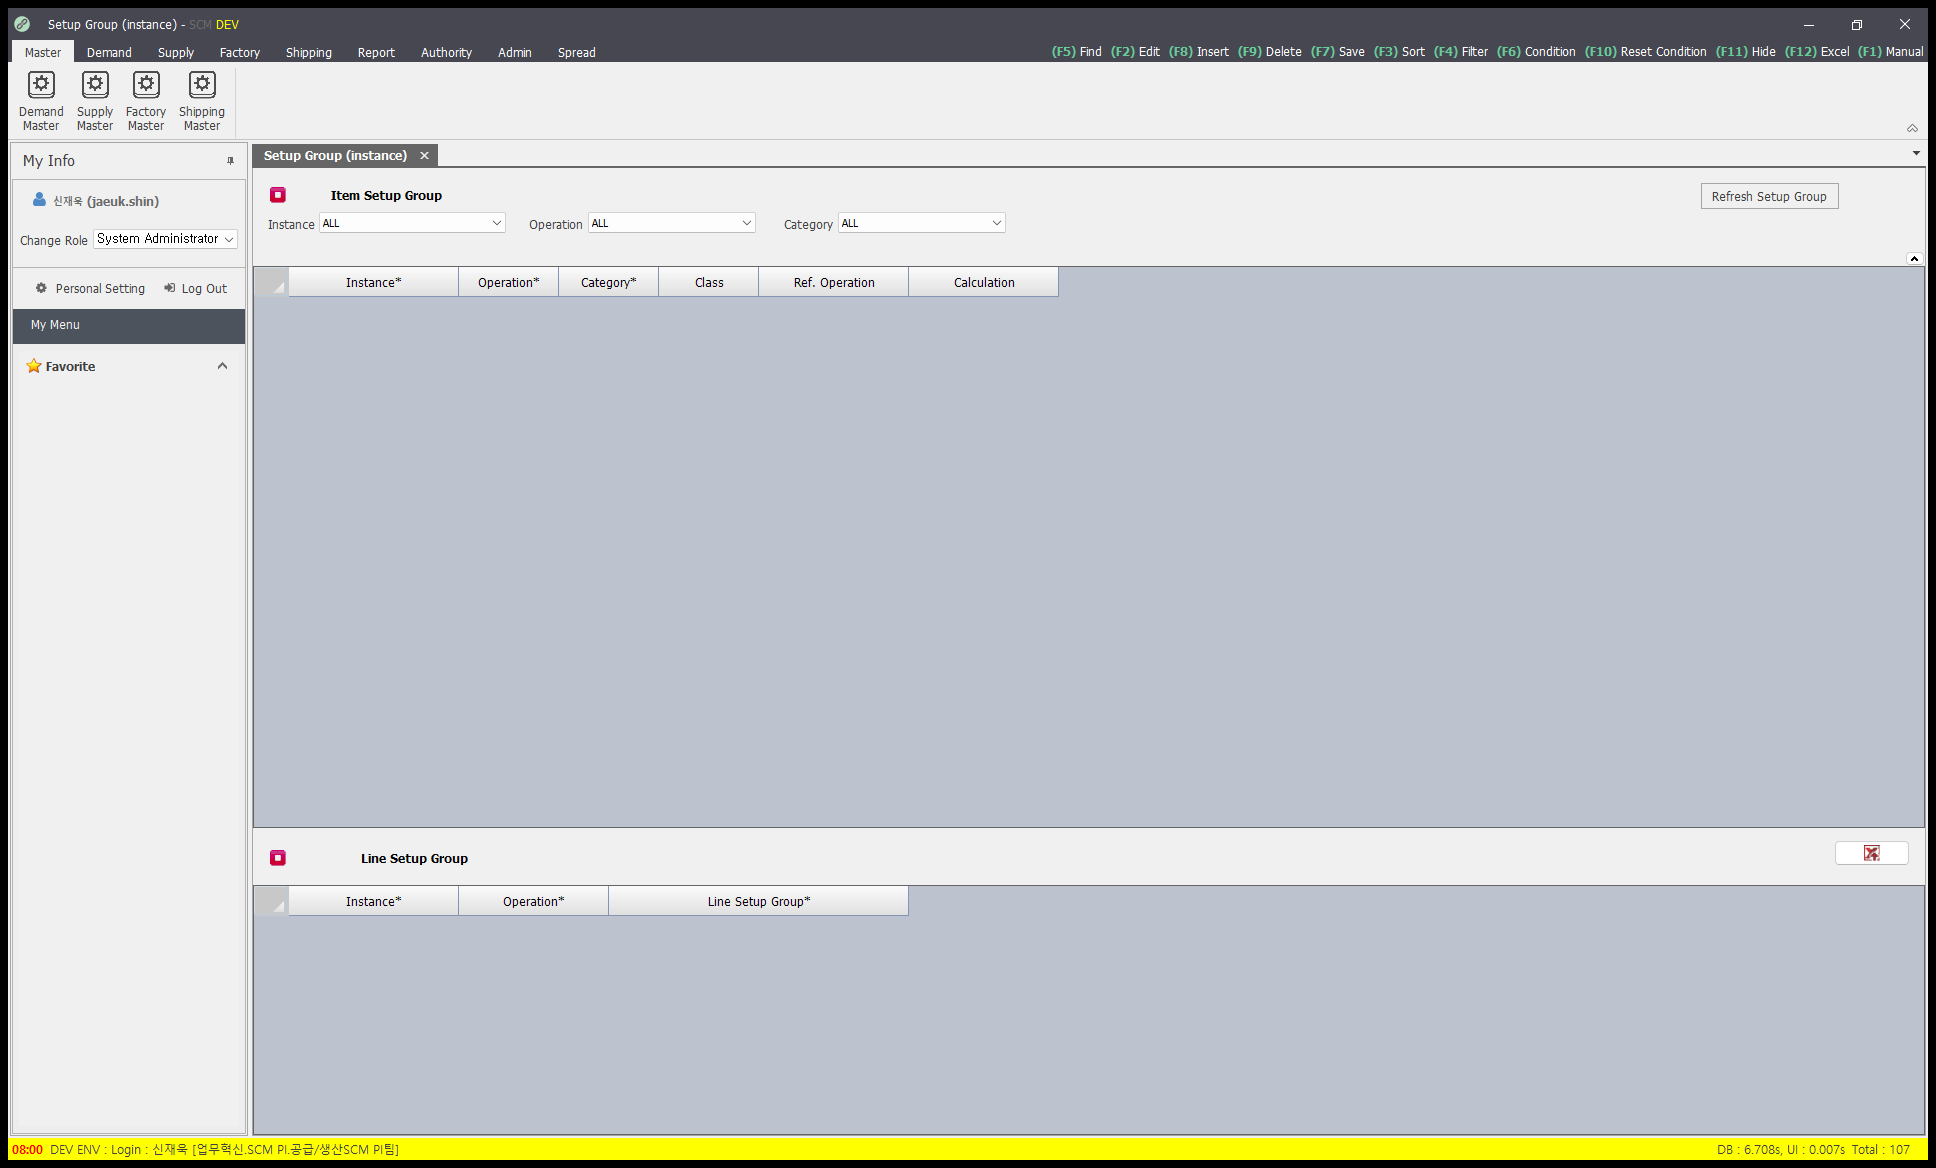 Setup Group (instance) - SCM DEV
Master Demand Supply Factory Shipping Report Authority Admin Spread
(F5) Find (F2) Edit (F8) Insert (F9) Delete (F7) Save (F3) Sort (F4) Filter (F6) Condition (F10) Reset Condition (F11) Hide (F12) Excel (F1) Manual
Demand Master
Supply Master
Factory Master
Shipping Master
My Info
신재욱 (jaeuk.shin)
Change Role System Administrator
Personal Setting Log Out
My Menu
Favorite
Setup Group (instance)
Item Setup Group
Refresh Setup Group
Instance ALL Operation ALL Category ALL
Instance* Operation* Category* Class Ref. Operation Calculation
Line Setup Group
Instance* Operation* Line Setup Group*
08:00 DEV ENV : Login : 신재욱 [업무혁신.SCM PI.공급/생산SCM PI팀]
DB : 6.708s, UI : 0.007s Total : 107